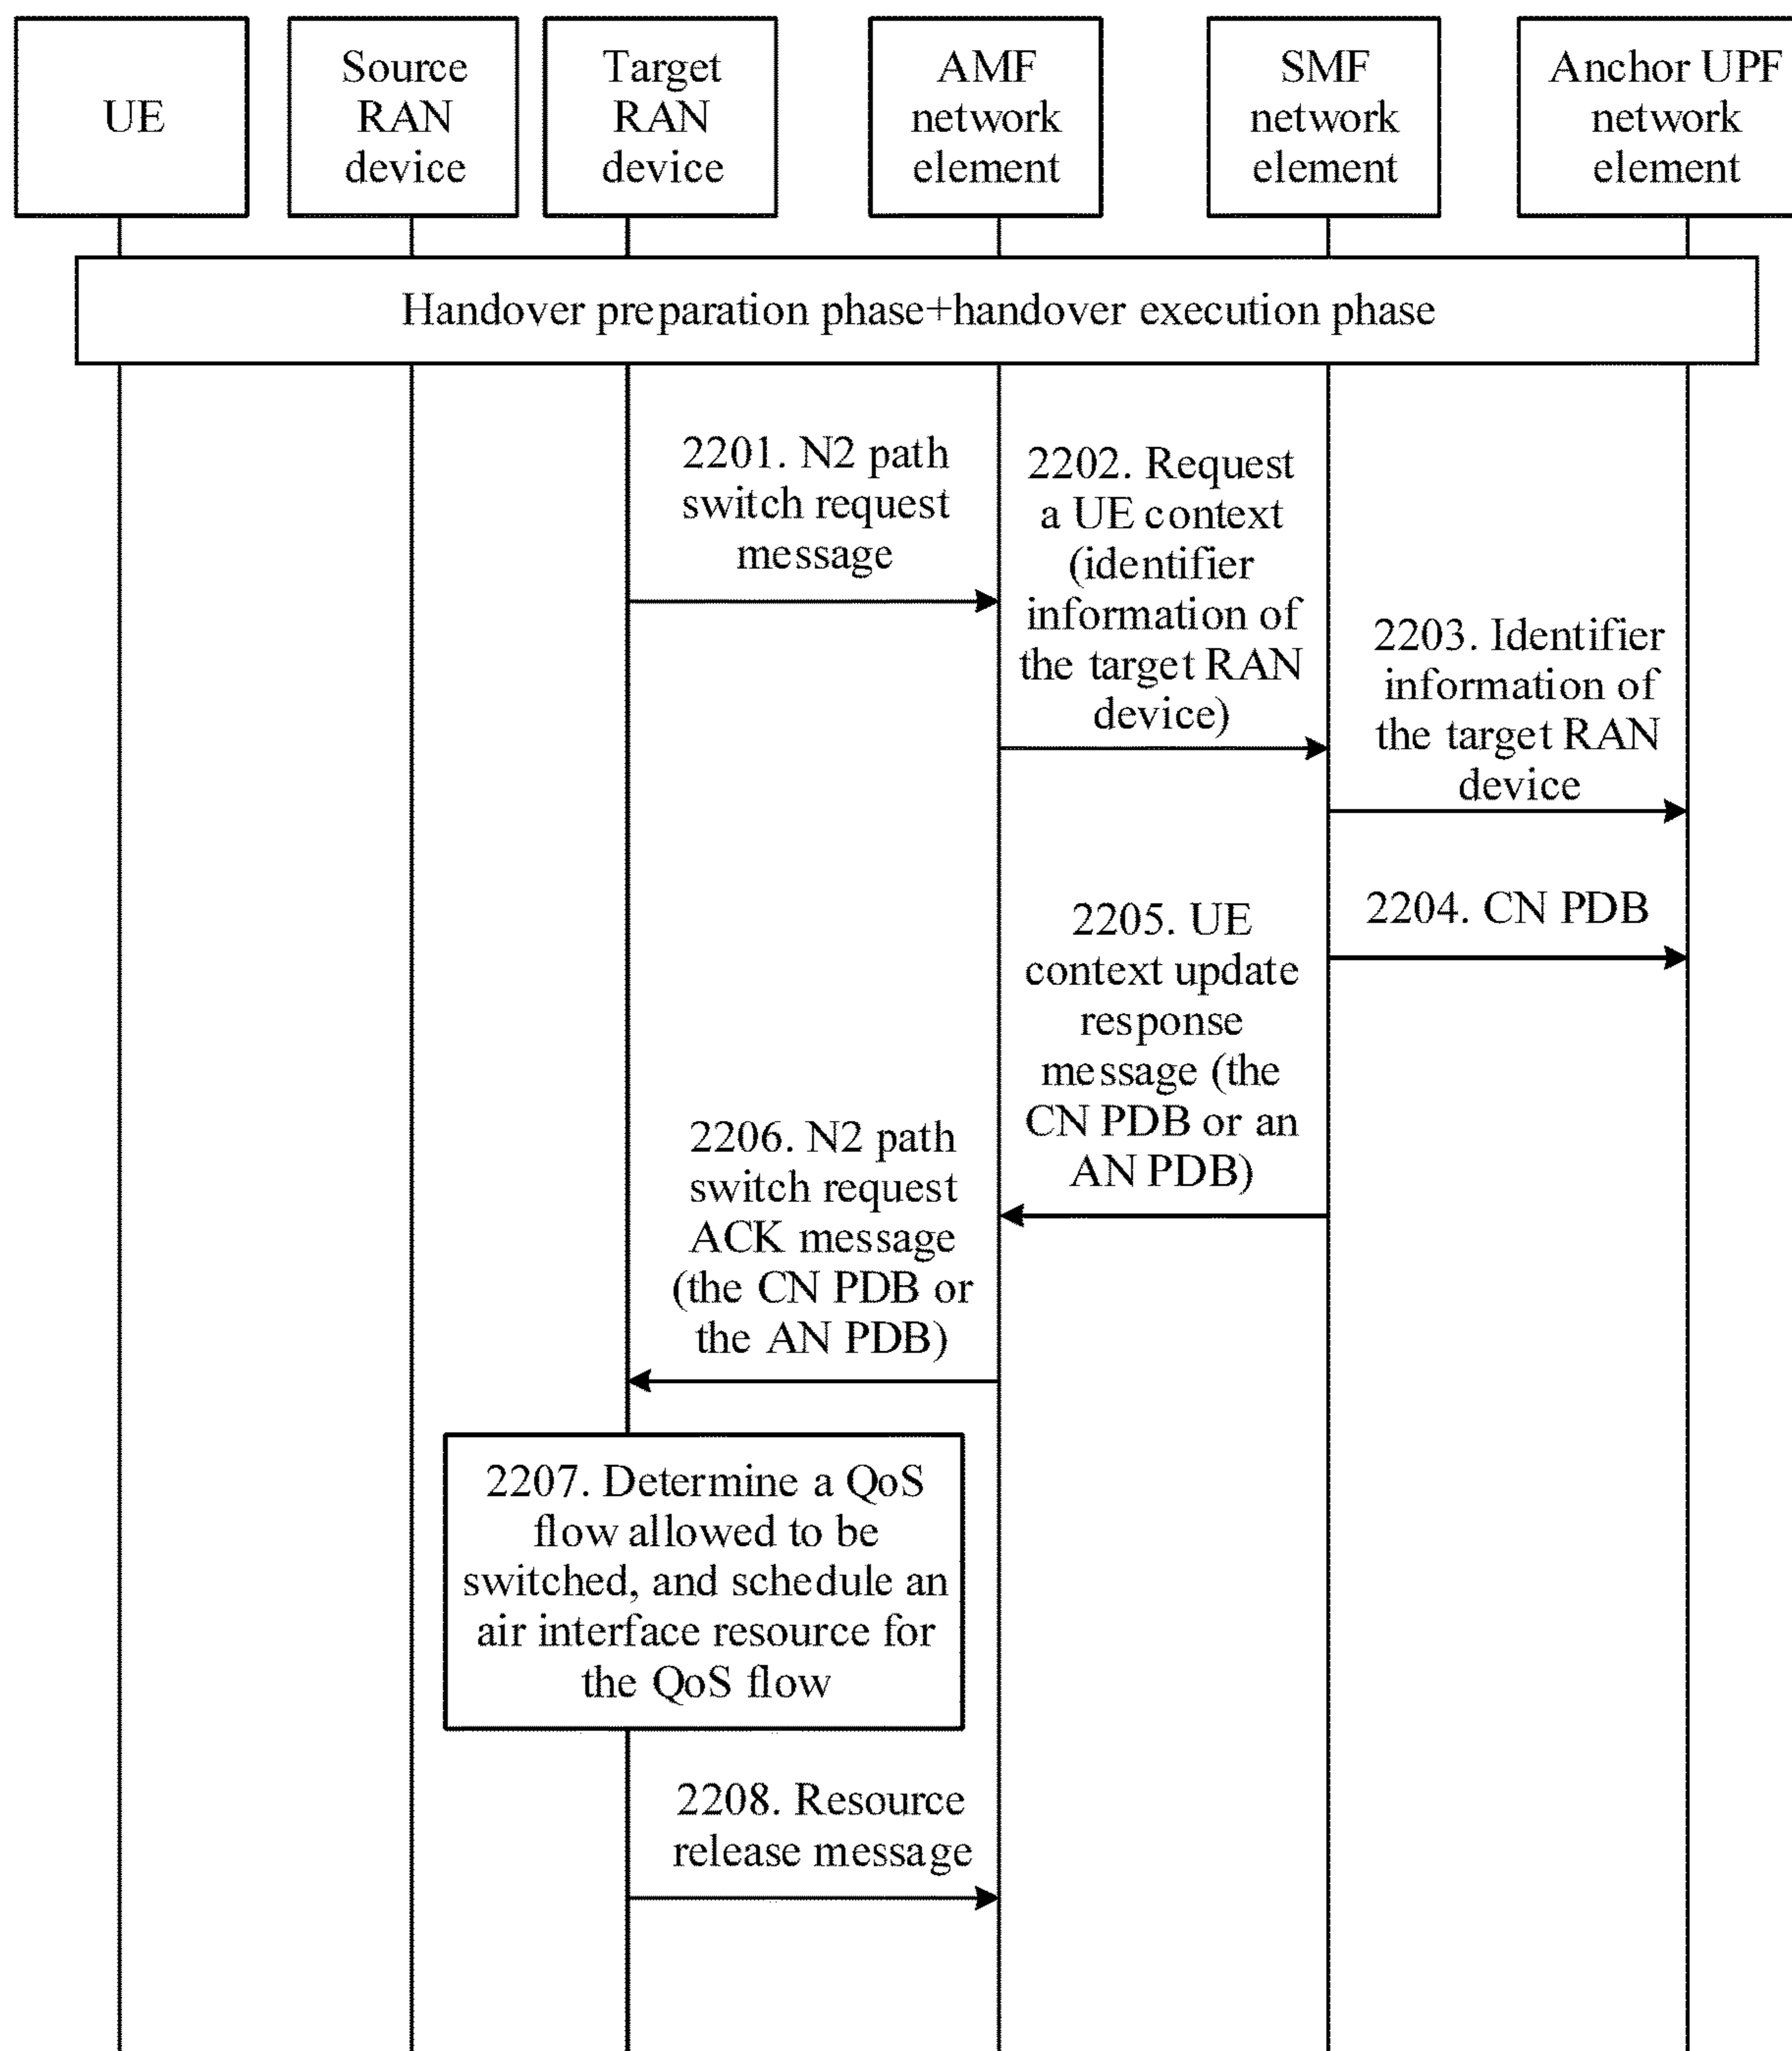 UE
Source
RAN
device
Target
RAN
device
AMF
network
element
SMF
network
element
Anchor UPF
network
element
Handover preparation phase+handover execution phase
2201. N2 path
switch request
message
2202. Request
a UE context
(identifier
information of
the target RAN
device)
2203. Identifier
information of
the target RAN
device
2204. CN PDB
2205. UE
context update
response
message (the
CN PDB or an
AN PDB)
2206. N2 path
switch request
ACK message
(the CN PDB or
the AN PDB)
2207. Determine a QoS
flow allowed to be
switched, and schedule an
air interface resource for
the QoS flow
2208. Resource
release message